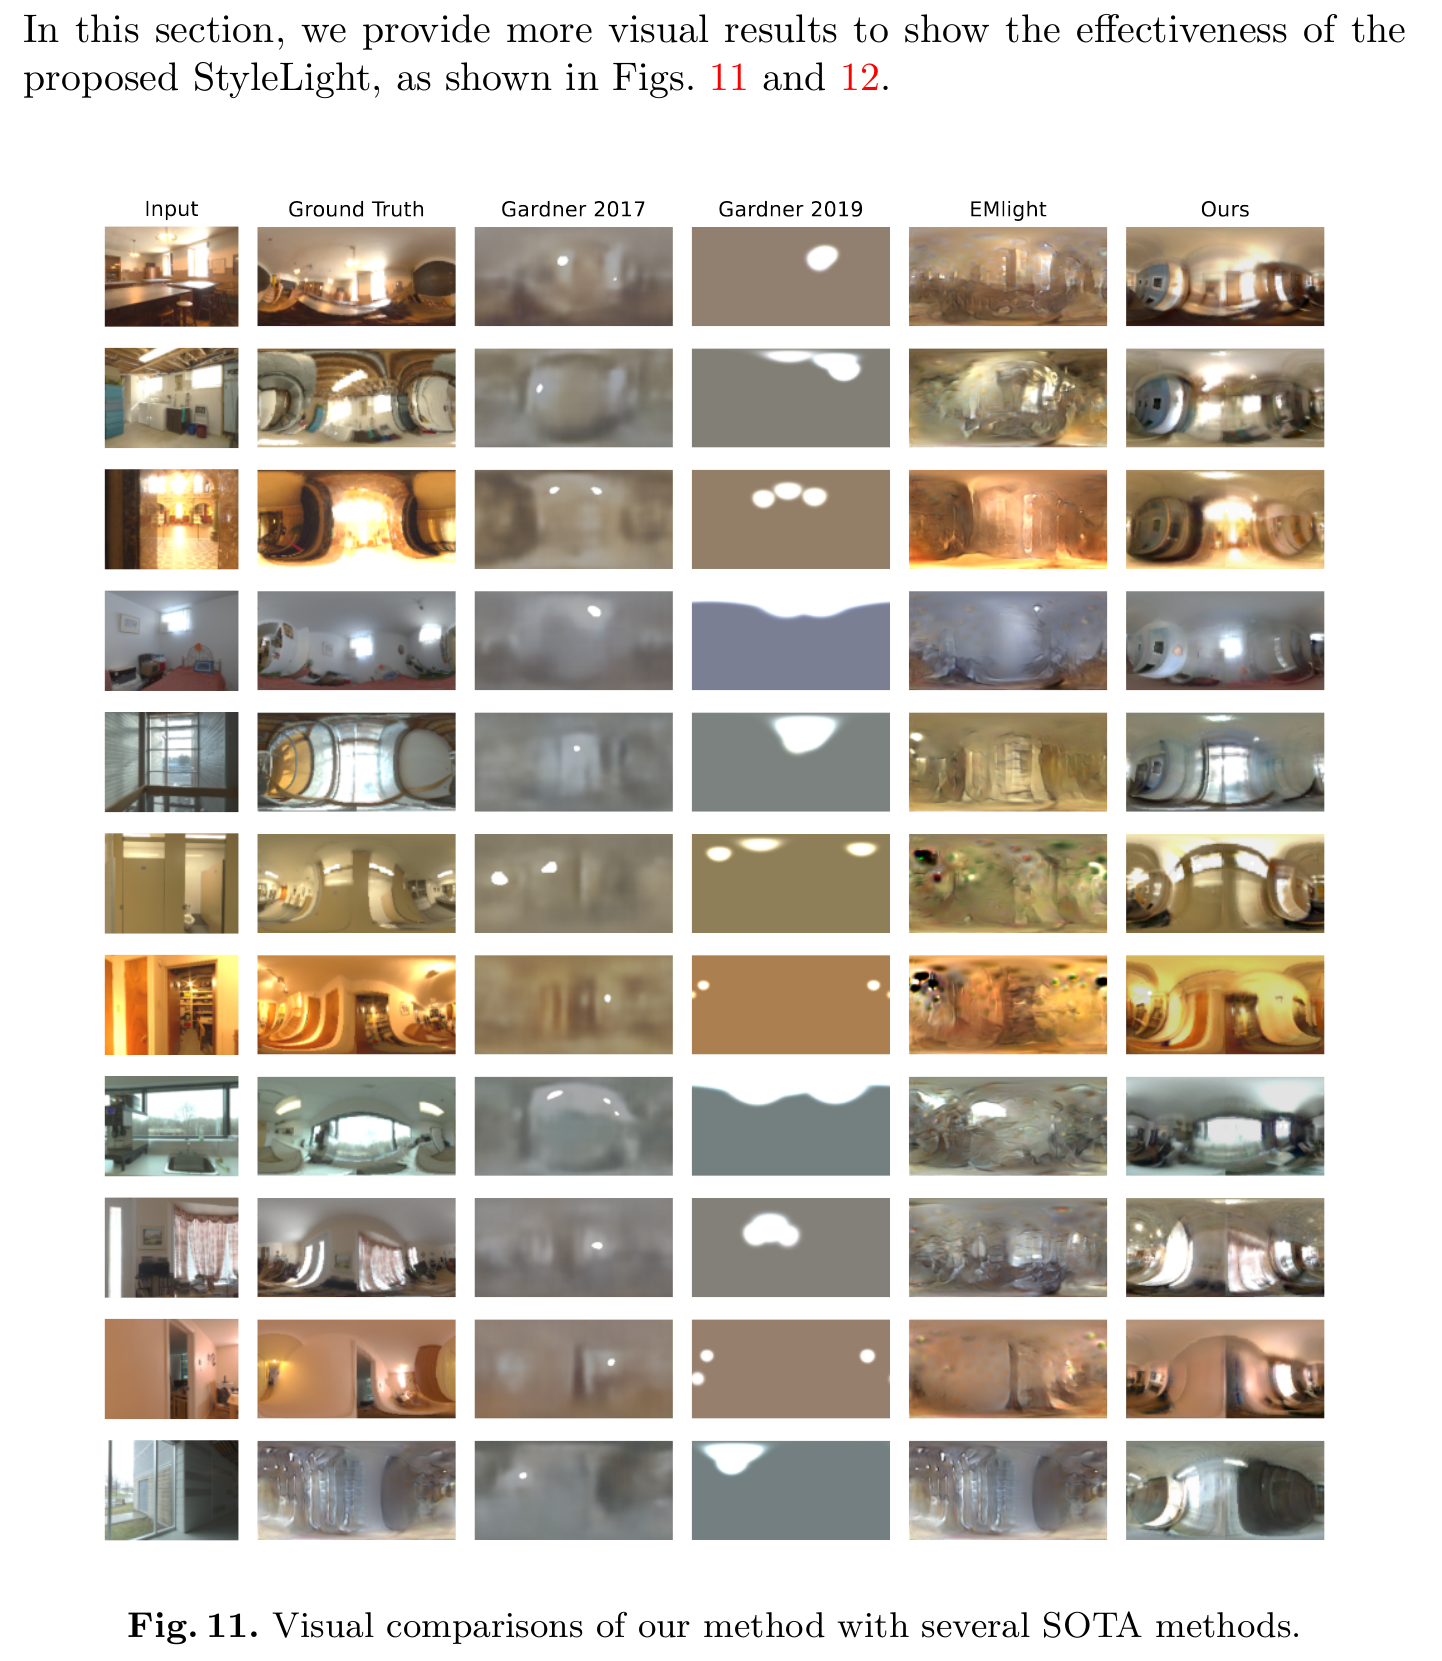 In this section, we provide more visual results to show the effectiveness of the
proposed StyleLight, as shown in Figs. 11 and 12.
Input Ground Truth Gardner 2017 Gardner 2019 EMlight Ours
Fig. 11. Visual comparisons of our method with several SOTA methods.